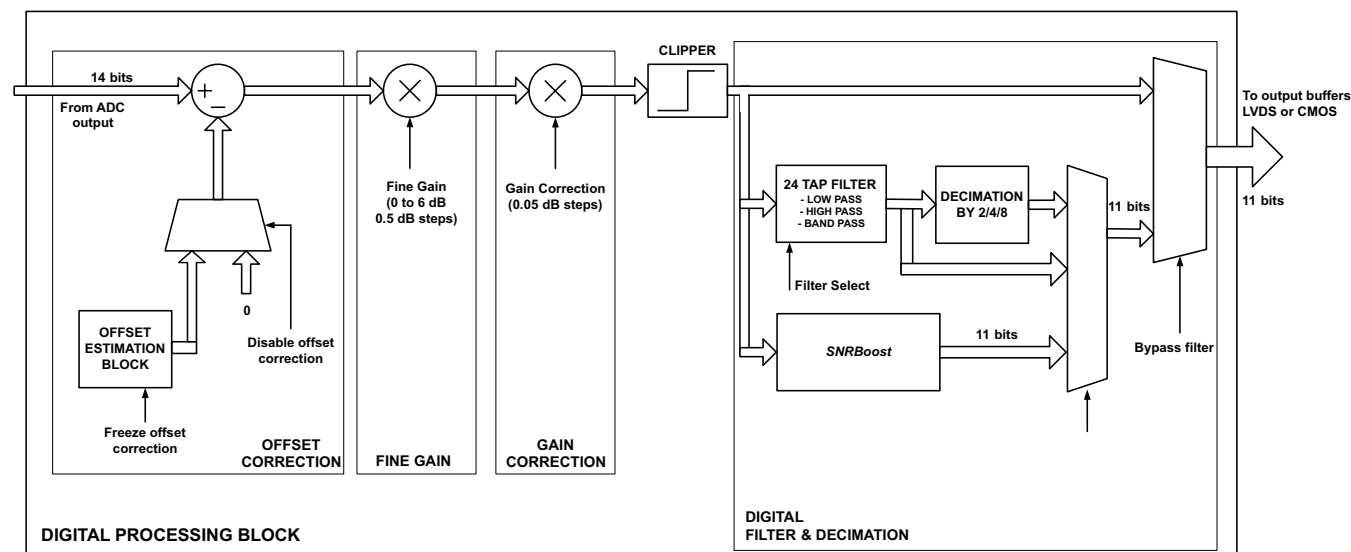 CLIPPER
14 bits
From ADC
output
+
−
To output buffers
LVDS or CMOS
11 bits
Fine Gain
(0 to 6 dB
0.5 dB steps)
Gain Correction
(0.05 dB steps)
24 TAP FILTER
- LOW PASS
- HIGH PASS
- BAND PASS
DECIMATION
BY 2/4/8
11 bits
Filter Select
0
OFFSET
ESTIMATION
BLOCK
Disable offset
correction
SNRBoost
11 bits
Bypass filter
Freeze offset
correction
OFFSET
CORRECTION
FINE GAIN
GAIN
CORRECTION
DIGITAL
FILTER & DECIMATION
DIGITAL PROCESSING BLOCK